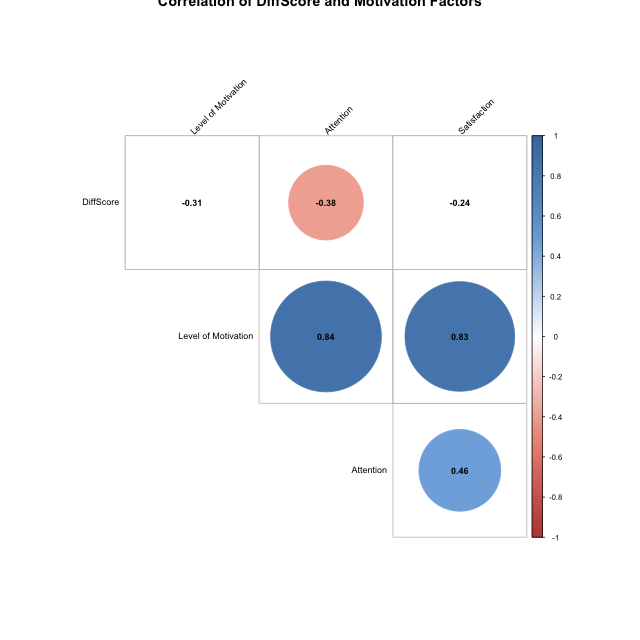 Correlation of DiffScore and Motivation Factors
Level of Motivation
Attention
Satisfaction
DiffScore
-0.31
-0.38
-0.24
Level of Motivation
0.84
0.83
Attention
0.46
1
0.8
0.6
0.4
0.2
0
-0.2
-0.4
-0.6
-0.8
-1